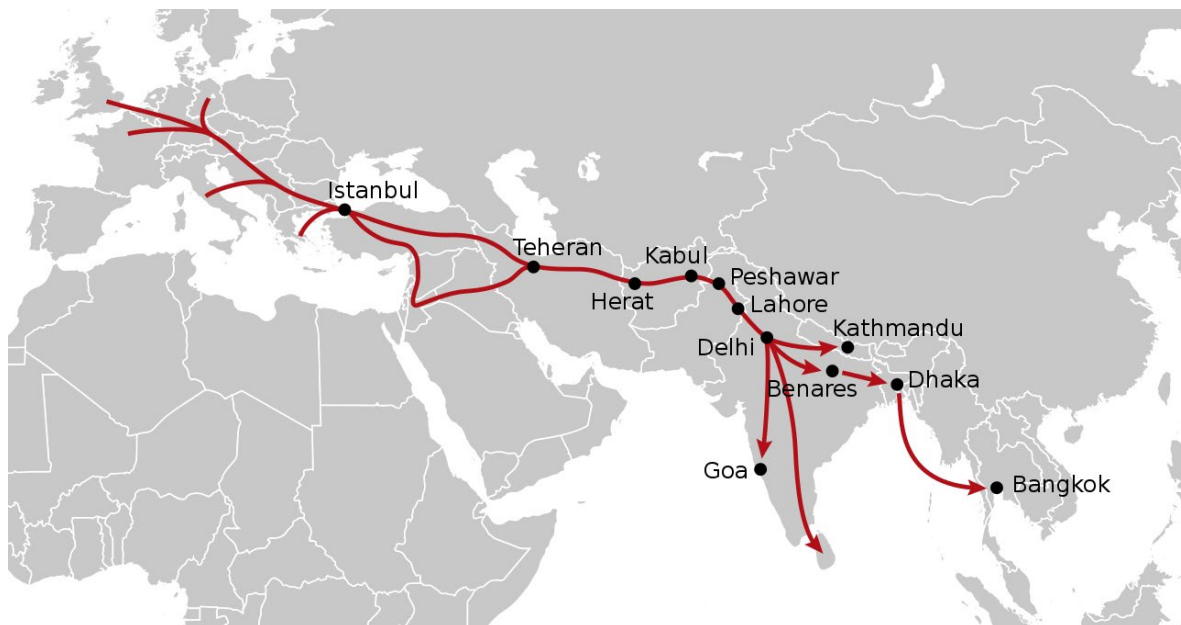 Istanbul
Teheran
Kabul
Herat
Peshawar
Lahore
Delhi
Kathmandu
Benares
Dhaka
Goa
Bangkok